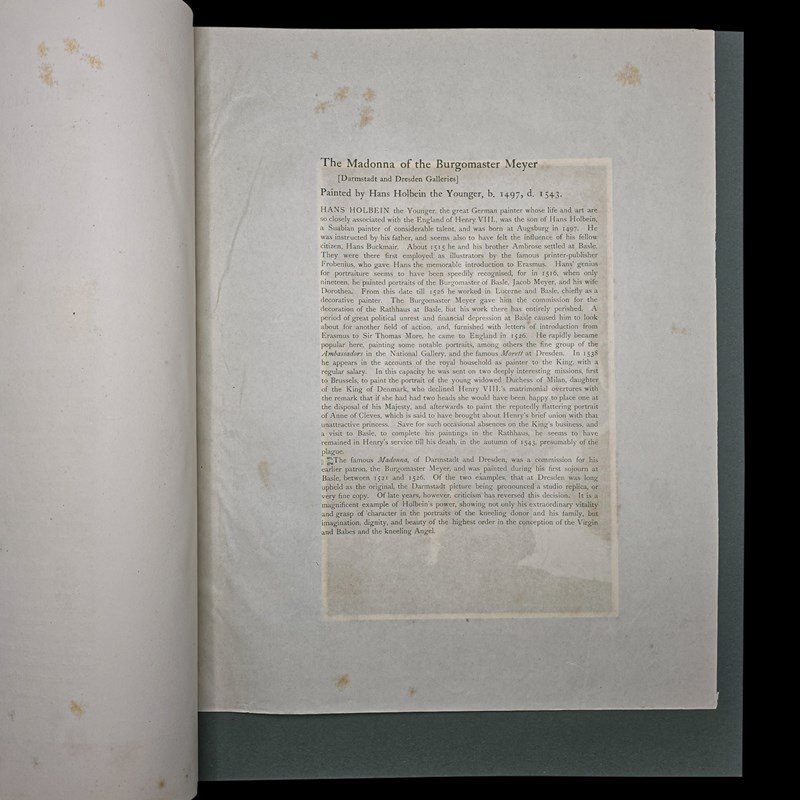 The Madonna of the Burgomaster Meyer
[Darmstadt and Dresden Galleries]
Painted by Hans Holbein the Younger, b. 1497, d. 1543.
HANS HOLBEIN the Younger, the great German painter whose life and art are
so closely associated with the England of Henry VIII., was the son of Hans Holbein,
a Suabian painter of considerable talent, and was born at Augsburg in 1497. He
was instructed by his father, and seems also to have felt the influence of his fellow
citizen, Hans Buckmair. About 1515 he and his brother Ambrose settled at Basle.
They were there first employed as illustrators by the famous printer-publisher
Frobenius, who gave Hans the memorable introduction to Erasmus. Hans' genius
for portraiture seems to have been speedily recognised, for in 1516, when only
nineteen, he painted portraits of the Burgomaster of Basle, Jacob Meyer, and his wife
Dorothea. From this date till 1526 he worked in Lucerne and Basle, chiefly as a
decorative painter. The Burgomaster Meyer gave him the commission for the
decoration of the Rathhaus at Basle, but his work there has entirely perished. A
period of great political unrest and financial depression at Basle caused him to look
about for another field of action, and, furnished with letters of introduction from
Erasmus to Sir Thomas More, he came to England in 1526. He rapidly became
popular here, painting some notable portraits, among others the fine group of the
Ambassadors in the National Gallery, and the famous Morett at Dresden. In 1538
he appears in the accounts of the royal household as painter to the King, with a
regular salary. In this capacity he was sent on two deeply interesting missions, first
to Brussels, to paint the portrait of the young widowed Duchess of Milan, daughter
of the King of Denmark, who declined Henry VIII.'s matrimonial overtures with
the remark that if she had had two heads she would have been happy to place one at
the disposal of his Majesty, and afterwards to paint the reputedly flattering portrait
of Anne of Cleves, which is said to have brought about Henry's brief union with that
unattractive princess. Save for such occasional absences on the King's business, and
a visit to Basle, to complete his paintings in the Rathhaus, he seems to have
remained in Henry's service till his death, in the autumn of 1543, presumably of the
plague.
The famous Madonna, of Darmstadt and Dresden, was a commission for his
earlier patron, the Burgomaster Meyer, and was painted during his first sojourn at
Basle, between 1521 and 1526. Of the two examples, that at Dresden was long
upheld as the original, the Darmstadt picture being pronounced a studio replica, or
very fine copy. Of late years, however, criticism has reversed this decision. It is a
magnificent example of Holbein's power, showing not only his extraordinary vitality
and grasp of character in the portraits of the kneeling donor and his family, but
imagination, dignity, and beauty of the highest order in the conception of the Virgin
and Babes and the kneeling Angel.